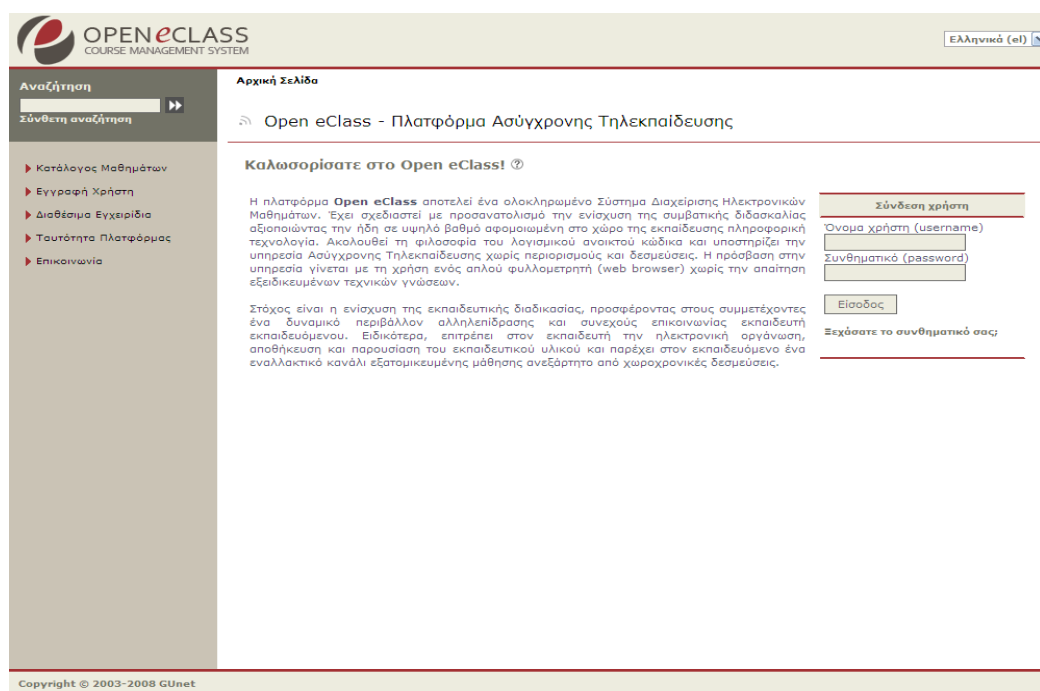 OPEN eCLASS
COURSE MANAGEMENT SYSTEM
Ελληνικά (el)
Αναζήτηση
Σύνθετη αναζήτηση
Κατάλογος Μαθημάτων
Εγγραφή Χρήστη
Διαθέσιμα Εγχειρίδια
Ταυτότητα Πλατφόρμας
Επικοινωνία
Αρχική Σελίδα
Open eClass - Πλατφόρμα Ασύγχρονης Τηλεκπαίδευσης
Καλωσορίσατε στο Open eClass!
Η πλατφόρμα Open eClass αποτελεί ένα ολοκληρωμένο Σύστημα Διαχείρισης Ηλεκτρονικών
Μαθημάτων. Έχει σχεδιαστεί με προσανατολισμό την ενίσχυση της συμβατικής διδασκαλίας
αξιοποιώντας την ήδη σε υψηλό βαθμό αφομοιωμένη στο χώρο της εκπαίδευσης πληροφορική
τεχνολογία. Ακολουθεί τη φιλοσοφία του λογισμικού ανοικτού κώδικα και υποστηρίζει την
υπηρεσία Ασύγχρονης Τηλεκπαίδευσης χωρίς περιορισμούς και δεσμεύσεις. Η πρόσβαση στην
υπηρεσία γίνεται με τη χρήση ενός απλού φυλλομετρητή (web browser) χωρίς την απαίτηση
εξειδικευμένων τεχνικών γνώσεων.
Στόχος είναι η ενίσχυση της εκπαιδευτικής διαδικασίας, προσφέροντας στους συμμετέχοντες
ένα δυναμικό περιβάλλον αλληλεπίδρασης και συνεχούς επικοινωνίας εκπαιδευτή
εκπαιδευόμενου. Ειδικότερα, επιτρέπει στον εκπαιδευτή την ηλεκτρονική οργάνωση,
αποθήκευση και παρουσίαση του εκπαιδευτικού υλικού και παρέχει στον εκπαιδευόμενο ένα
εναλλακτικό κανάλι εξατομικευμένης μάθησης ανεξάρτητο από χωροχρονικές δεσμεύσεις.
Σύνδεση χρήστη
Όνομα χρήστη (username)
Συνθηματικό (password)
Είσοδος
Ξεχάσατε το συνθηματικό σας;
Copyright © 2003-2008 GUnet